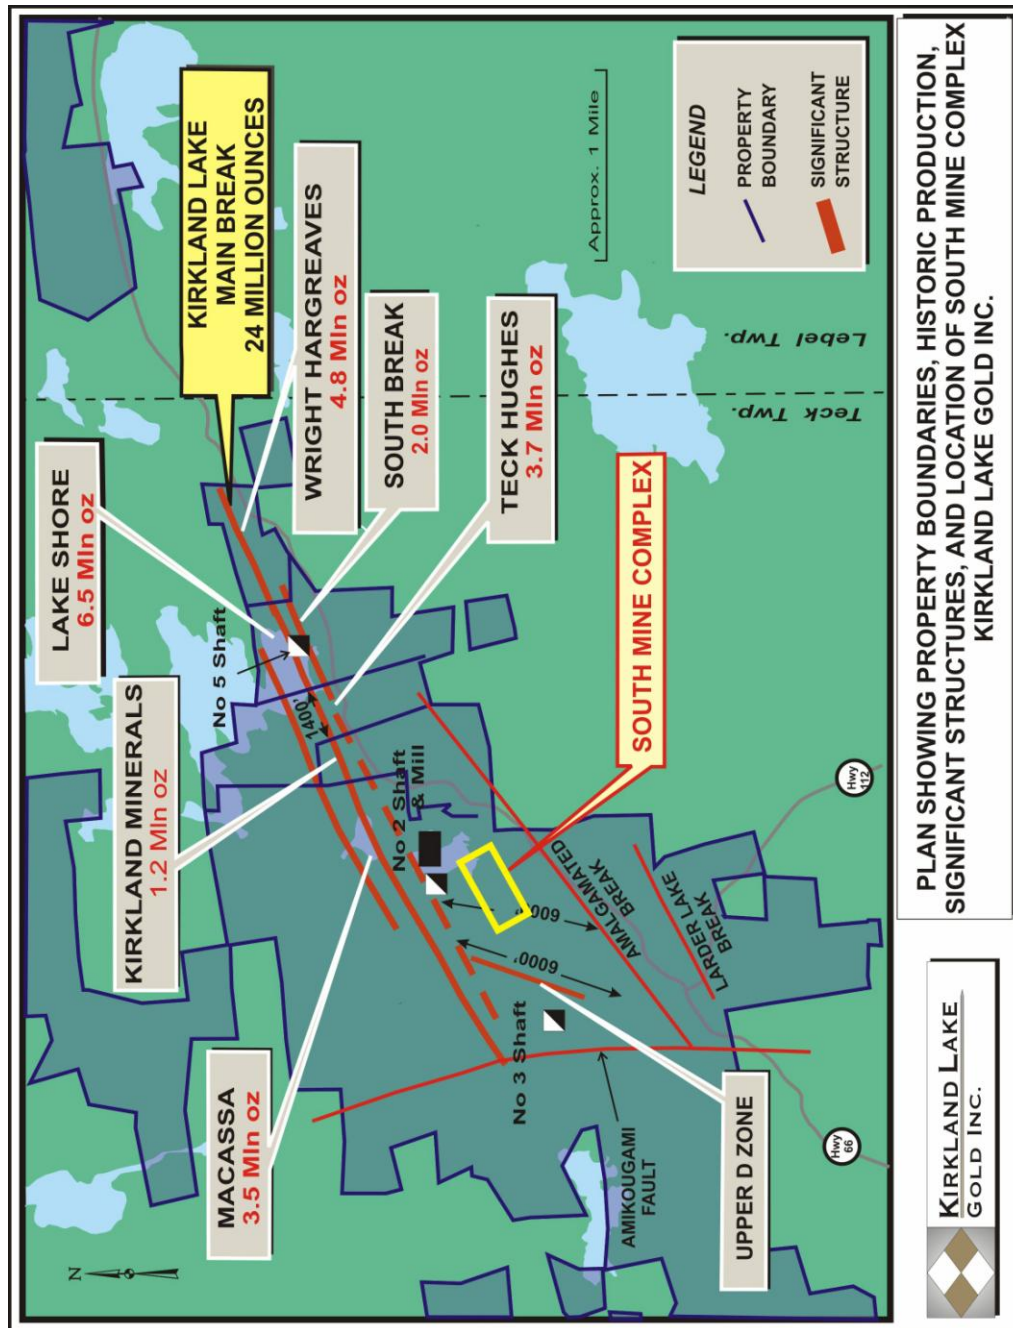 KIRKLAND LAKE
MAIN BREAK
24 MILLION OUNCES
LAKE SHORE
6.5 Mln oz
WRIGHT HARGREAVES
4.8 Mln oz
KIRKLAND MINERALS
1.2 Mln oz
SOUTH BREAK
2.0 Mln oz
MACASSA
3.5 Mln oz
TECK HUGHES
3.7 Mln oz
No 5 Shaft
1400'
No 2 Shaft
& Mill
No 3 Shaft
6000'
6000'
SOUTH MINE COMPLEX
AMALGAMATED
BREAK
LARDER LAKE
BREAK
AMIKOUGAMI
FAULT
UPPER D ZONE
Teck Twp.
Lebel Twp.
Hwy
112
Hwy
66
N
Approx. 1 Mile
LEGEND
PROPERTY
BOUNDARY
SIGNIFICANT
STRUCTURE
KIRKLAND LAKE
GOLD INC.
PLAN SHOWING PROPERTY BOUNDARIES, HISTORIC PRODUCTION,
SIGNIFICANT STRUCTURES, AND LOCATION OF SOUTH MINE COMPLEX
KIRKLAND LAKE GOLD INC.